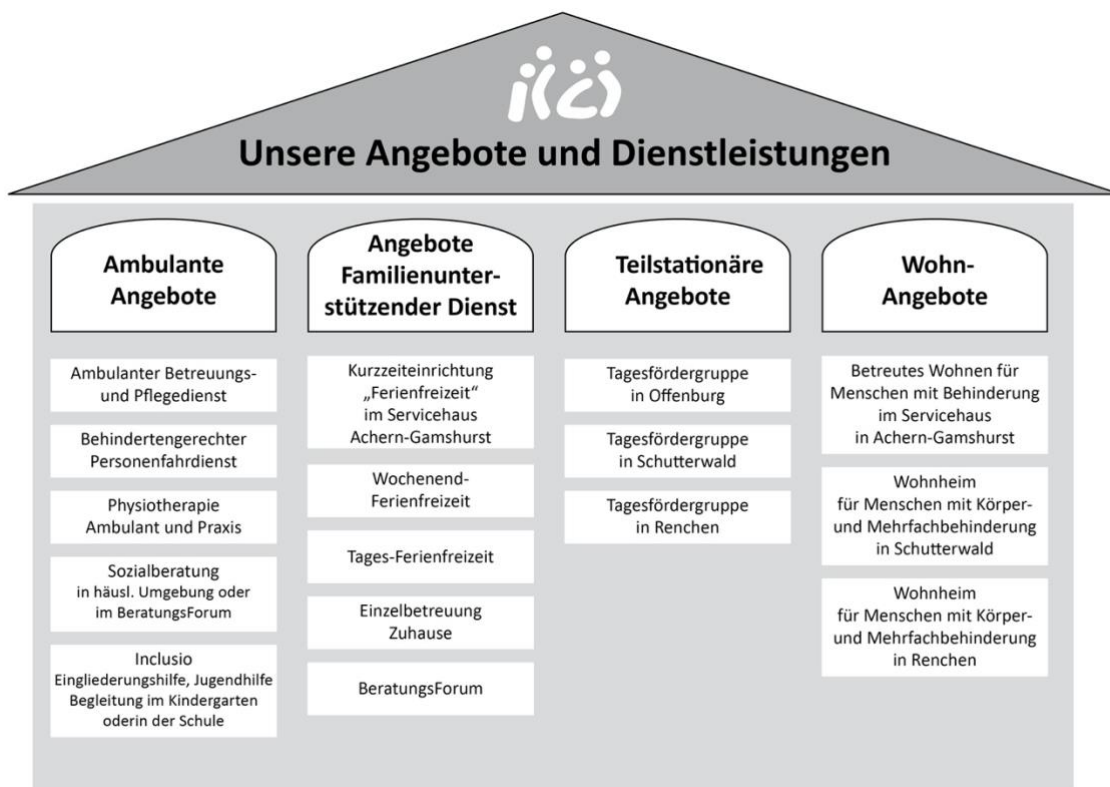 Unsere Angebote und Dienstleistungen
Ambulante
Angebote
Ambulanter Betreuungs-
und Pflegedienst
Behindertengerechter
Personenfahrdienst
Physiotherapie
Ambulant und Praxis
Sozialberatung
in häusl. Umgebung oder
im BeratungsForum
Inclusio
Eingliederungshilfe, Jugendhilfe
Begleitung im Kindergarten
oderin der Schule
Angebote
Familienunter-
stützender Dienst
Kurzzeiteinrichtung
„Ferienfreizeit“
im Servicehaus
Achern-Gamshurst
Wochenend-
Ferienfreizeit
Tages-Ferienfreizeit
Einzelbetreuung
Zuhause
BeratungsForum
Teilstationäre
Angebote
Tagesfördergruppe
in Offenburg
Tagesfördergruppe
in Schutterwald
Tagesfördergruppe
in Renchen
Wohn-
Angebote
Betreutes Wohnen für
Menschen mit Behinderung
im Servicehaus
in Achern-Gamshurst
Wohnheim
für Menschen mit Körper-
und Mehrfachbehinderung
in Schutterwald
Wohnheim
für Menschen mit Körper-
und Mehrfachbehinderung
in Renchen